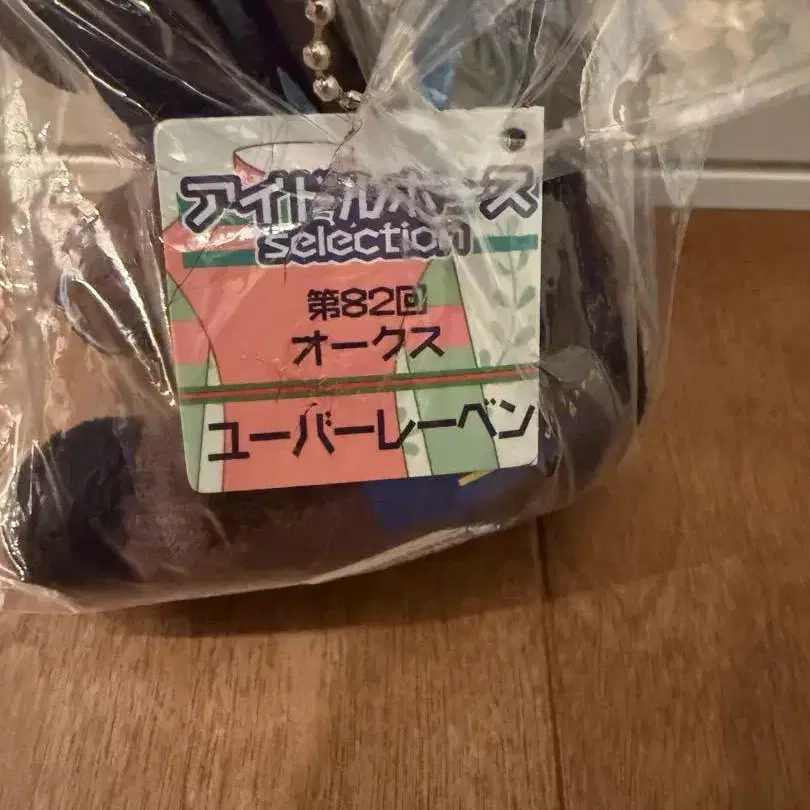 アイドルホース
selection
第82回
オークス
ユーバーレーベン